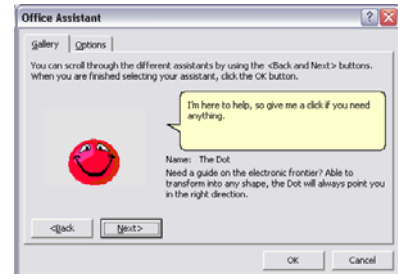 Office Assistant
Gallery Options
You can scroll through the different assistants by using the <Back and Next> buttons.
When you are finished selecting your assistant, click the OK button.
I'm here to help, so give me a click if you need
anything.
Name: The Dot
Need a guide on the electronic frontier? Able to
transform into any shape, the Dot will always point you
in the right direction.
<Back Next>
OK Cancel